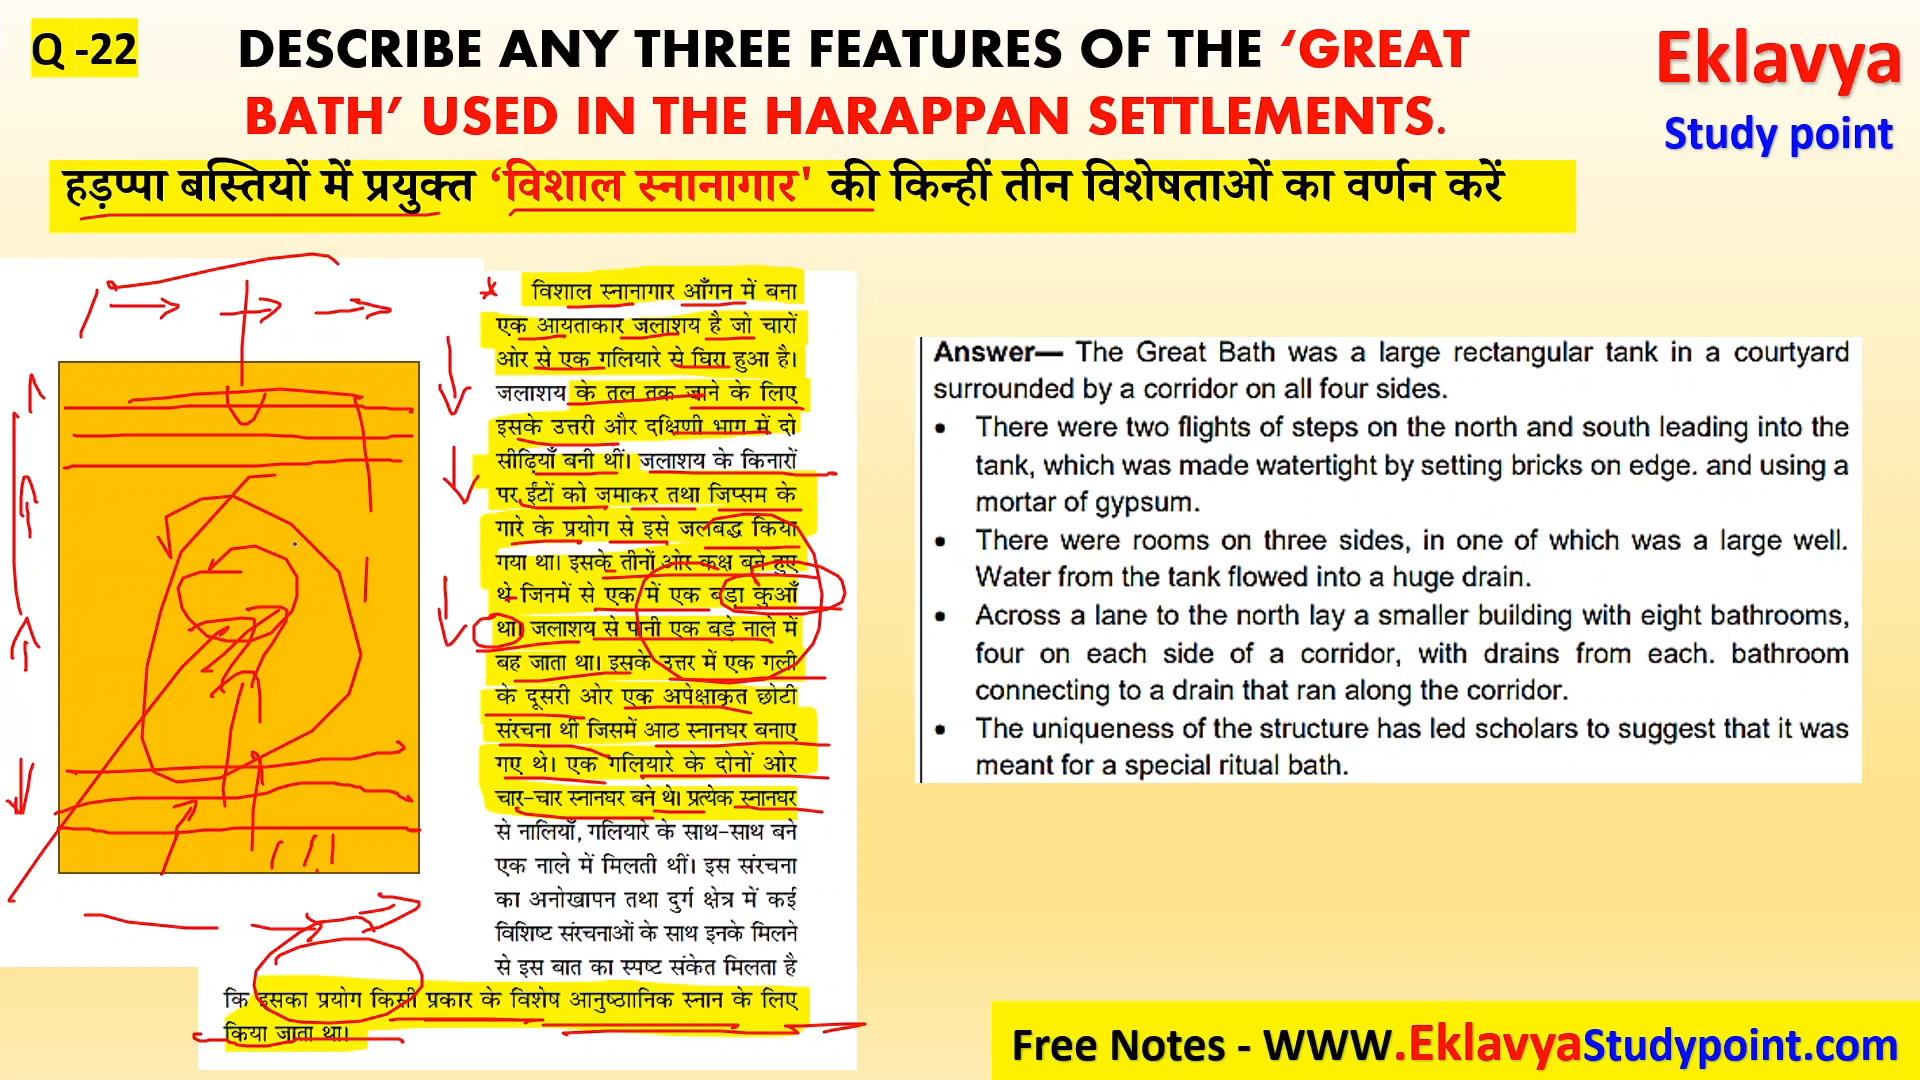 Q -22
DESCRIBE ANY THREE FEATURES OF THE ‘GREAT
BATH’ USED IN THE HARAPPAN SETTLEMENTS.
Eklavya
Study point
हड़प्पा बस्तियों में प्रयुक्त ‘विशाल स्नानागार' की किन्हीं तीन विशेषताओं का वर्णन करें
विशाल स्नानागार आँगन में बना
एक आयताकार जलाशय है जो चारों
ओर से एक गलियारे से घिरा हुआ है।
जलाशय के तल तक जाने के लिए
इसके उत्तरी और दक्षिणी भाग में दो
सीढ़ियाँ बनी थीं। जलाशय के किनारों
पर ईंटों को जमाकर तथा जिप्सम के
गारे के प्रयोग से इसे जलबद्ध किया
गया था। इसके तीनों ओर कक्ष बने हुए
थे जिनमें से एक में एक बड़ा कुआँ
था। जलाशय से पानी एक बड़े नाले में
बह जाता था। इसके उत्तर में एक गली
के दूसरी ओर एक अपेक्षाकृत छोटी
संरचना थी जिसमें आठ स्नानघर बनाए
गए थे। एक गलियारे के दोनों ओर
चार-चार स्नानघर बने थे। प्रत्येक स्नानघर
से नालियाँ, गलियारे के साथ-साथ बने
एक नाले में मिलती थीं। इस संरचना
का अनोखापन तथा दुर्ग क्षेत्र में कई
विशिष्ट संरचनाओं के साथ इनके मिलने
से इस बात का स्पष्ट संकेत मिलता है
कि इसका प्रयोग किसी प्रकार के विशेष आनुष्ठाानिक स्नान के लिए
किया जाता था।
Answer— The Great Bath was a large rectangular tank in a courtyard
surrounded by a corridor on all four sides.
• There were two flights of steps on the north and south leading into the
tank, which was made watertight by setting bricks on edge. and using a
mortar of gypsum.
• There were rooms on three sides, in one of which was a large well.
Water from the tank flowed into a huge drain.
• Across a lane to the north lay a smaller building with eight bathrooms,
four on each side of a corridor, with drains from each. bathroom
connecting to a drain that ran along the corridor.
• The uniqueness of the structure has led scholars to suggest that it was
meant for a special ritual bath.
Free Notes - WWW.EklavyaStudypoint.com